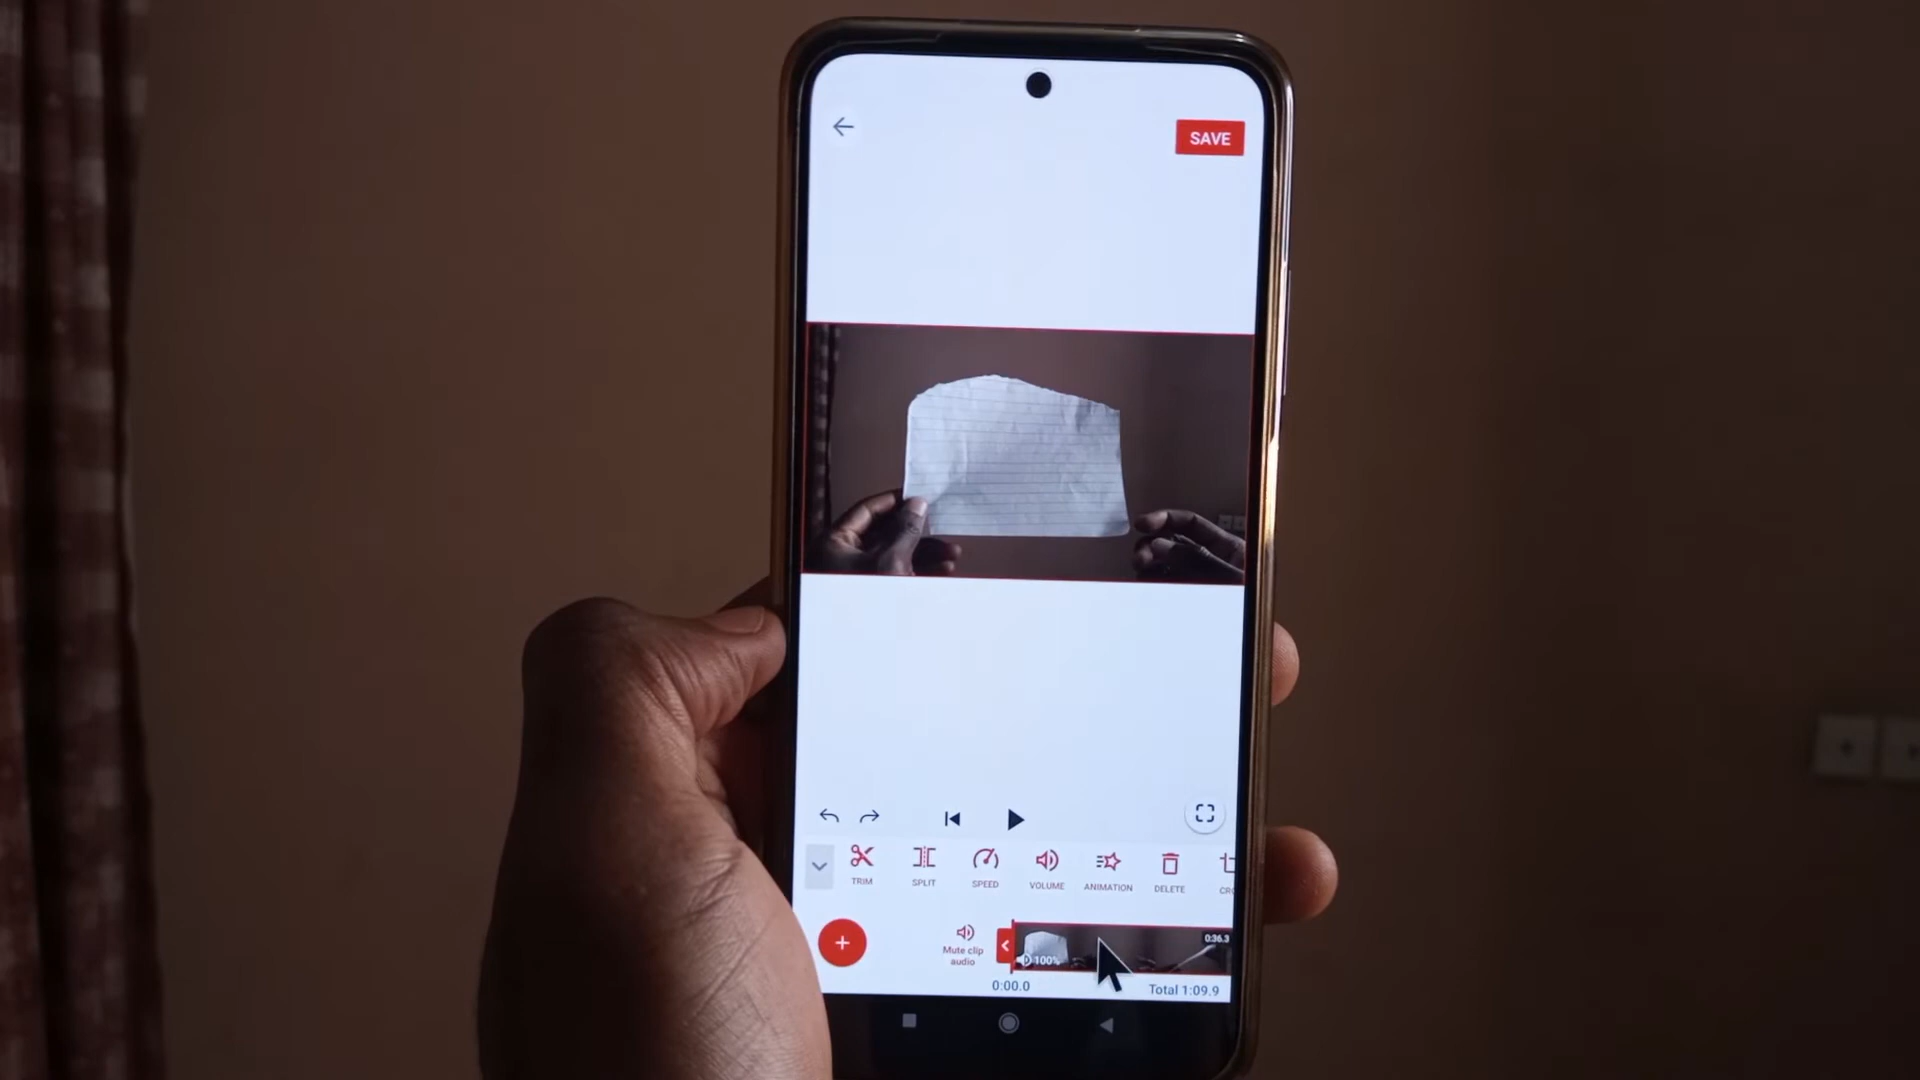 SAVE
TRIM
SPLIT
SPEED
VOLUME
ANIMATION
DELETE
CRO
Mute clip
audio
100%
0:36.3
0:00.0
Total 1:09.9